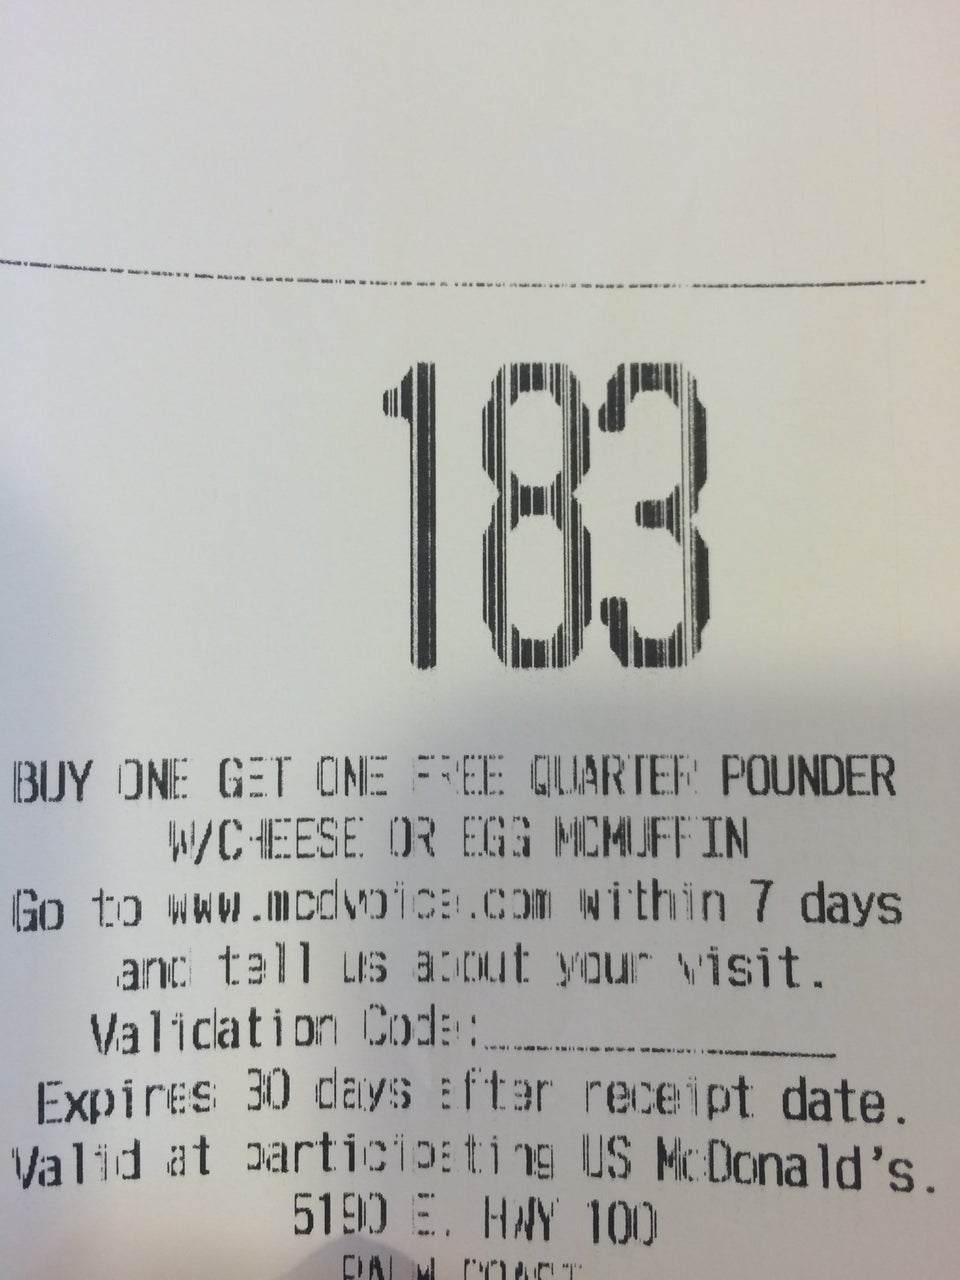 183
BUY ONE GET ONE FREE QUARTER POUNDER
W/CHEESE OR EGG MCMUFFIN
Go to www.mcdvoice.com within 7 days
and tell us about your visit.
Validation Code:
Expires 30 days after receipt date.
Valid at participating US McDonald's.
5190 E. HWY 100
PALM COAST